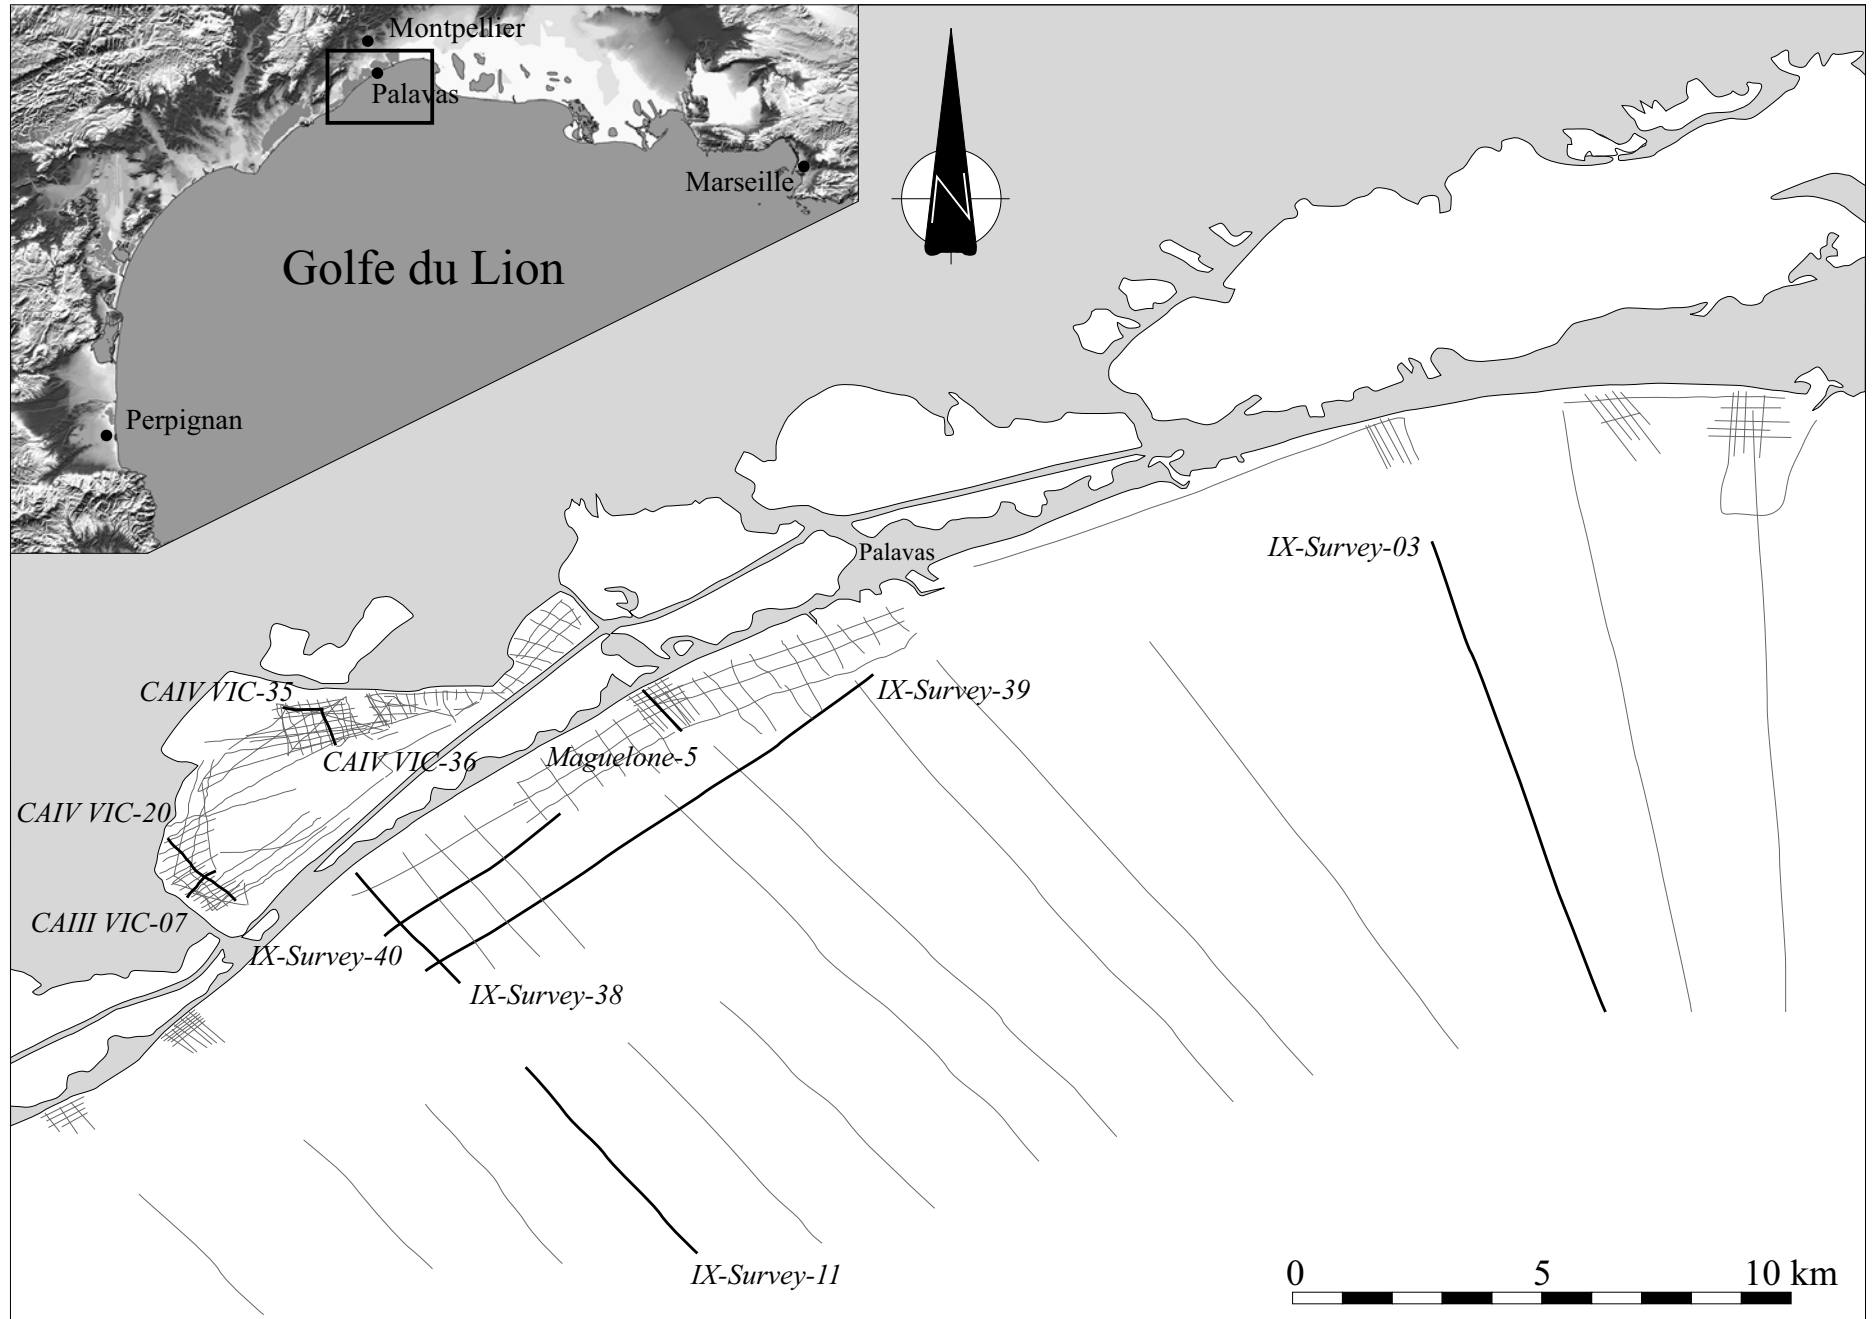 Montpellier
Palavas
Marseille
Golfe du Lion
Perpignan
N
Palavas
IX-Survey-03
CAIV VIC-35
IX-Survey-39
CAIV VIC-36
Maguelone-5
CAIV VIC-20
CAIII VIC-07
IX-Survey-40
IX-Survey-38
IX-Survey-11
0 5 10 km